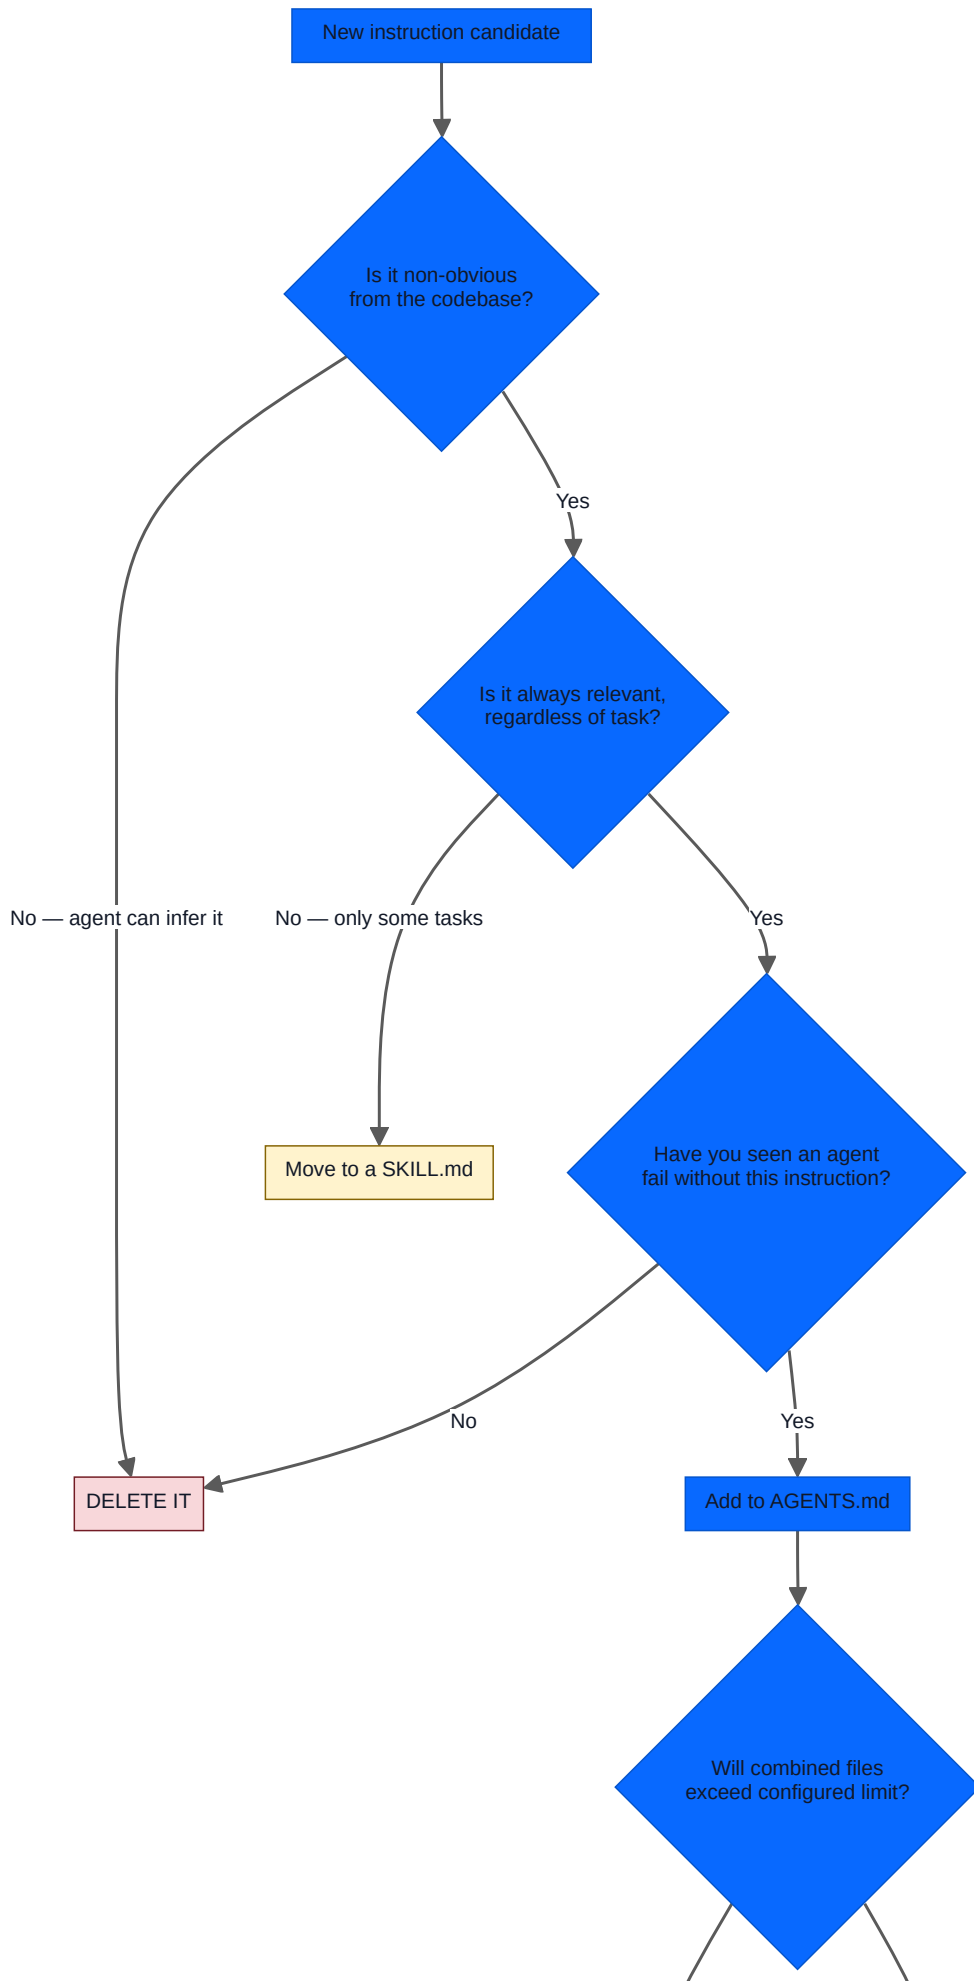 New instruction candidate
Is it non-obvious
from the codebase?
Yes
Is it always relevant,
regardless of task?
No — agent can infer it
No — only some tasks
Yes
Have you seen an agent
fail without this instruction?
Move to a SKILL.md
No
Yes
DELETE IT
Add to AGENTS.md
Will combined files
exceed configured limit?